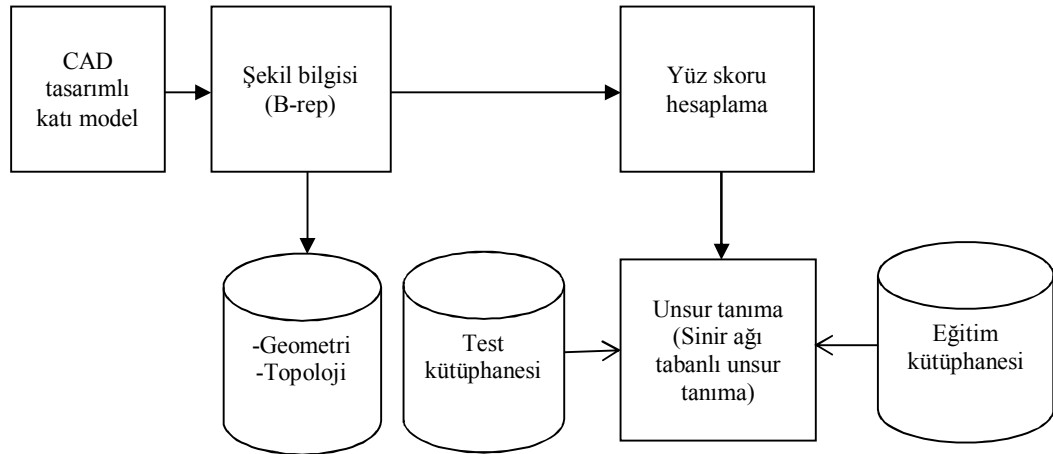 CAD
tasarımlı
katı model
Şekil bilgisi
(B-rep)
Yüz skoru
hesaplama
-Geometri
-Topoloji
Test
kütüphanesi
Unsur tanıma
(Sinir ağı
tabanlı unsur
tanıma)
Eğitim
kütüphanesi